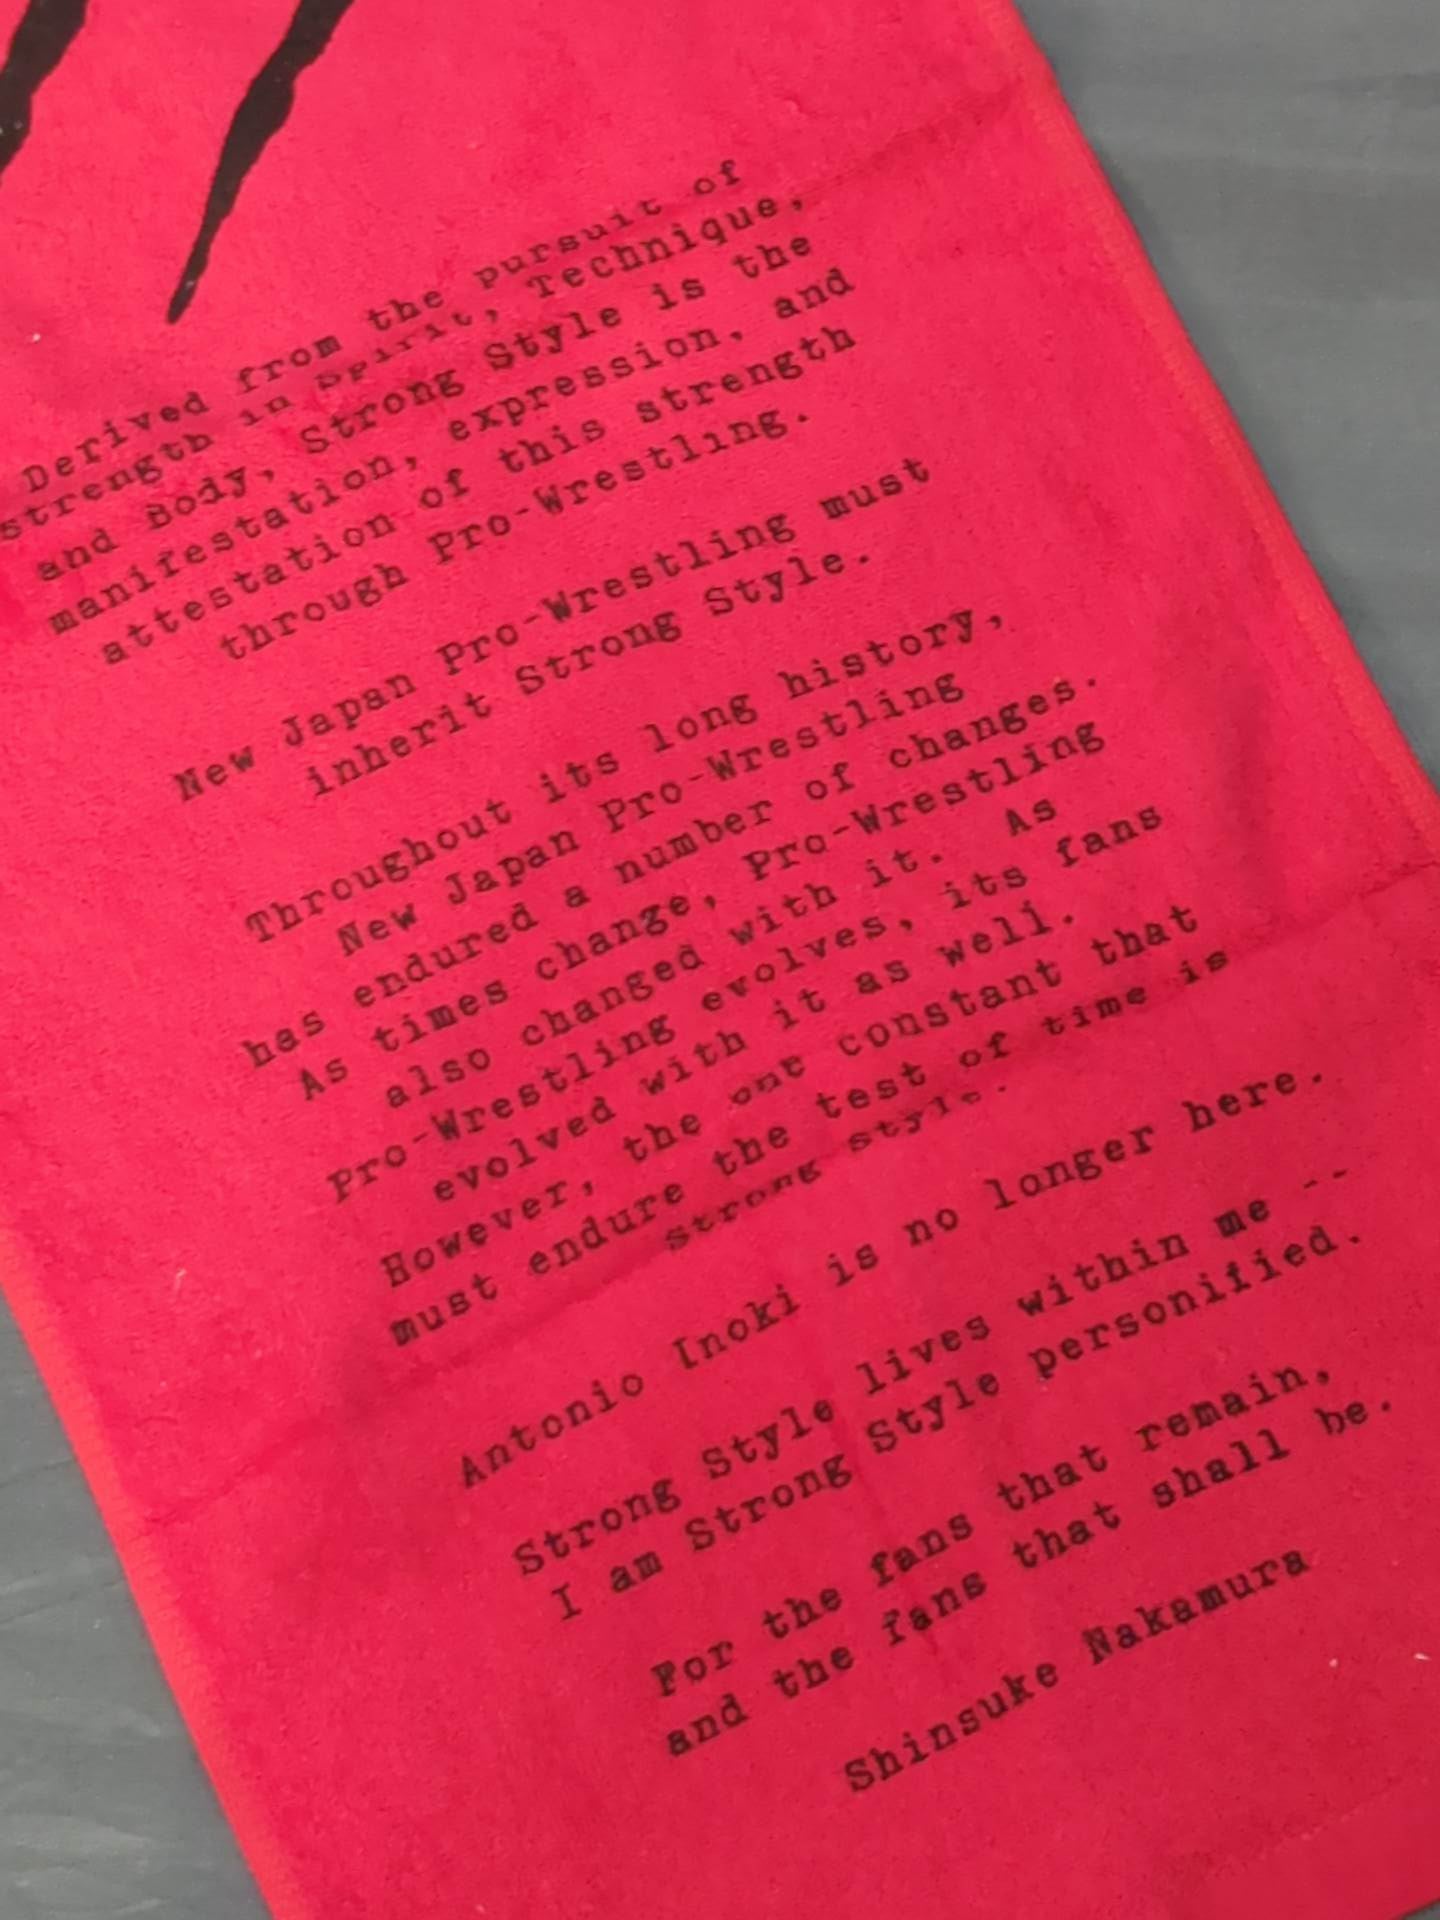 Derived from the pursuit of
strength in Spirit, Technique,
and Body, Strong Style is the
manifestation, expression, and
attestation of this strength
through Pro-Wrestling.
New Japan Pro-Wrestling must
inherit Strong Style.
Throughout its long history,
New Japan Pro-Wrestling
has endured a number of changes.
As times change, Pro-Wrestling
also changed with it. As
Pro-Wrestling evolves, its fans
evolved with it as well.
However, the one constant that
must endure the test of time is
Strong Style.
Antonio Inoki is no longer here.
Strong Style lives within me --
I am Strong Style personified.
For the fans that remain,
and the fans that shall be.
Shinsuke Nakamura